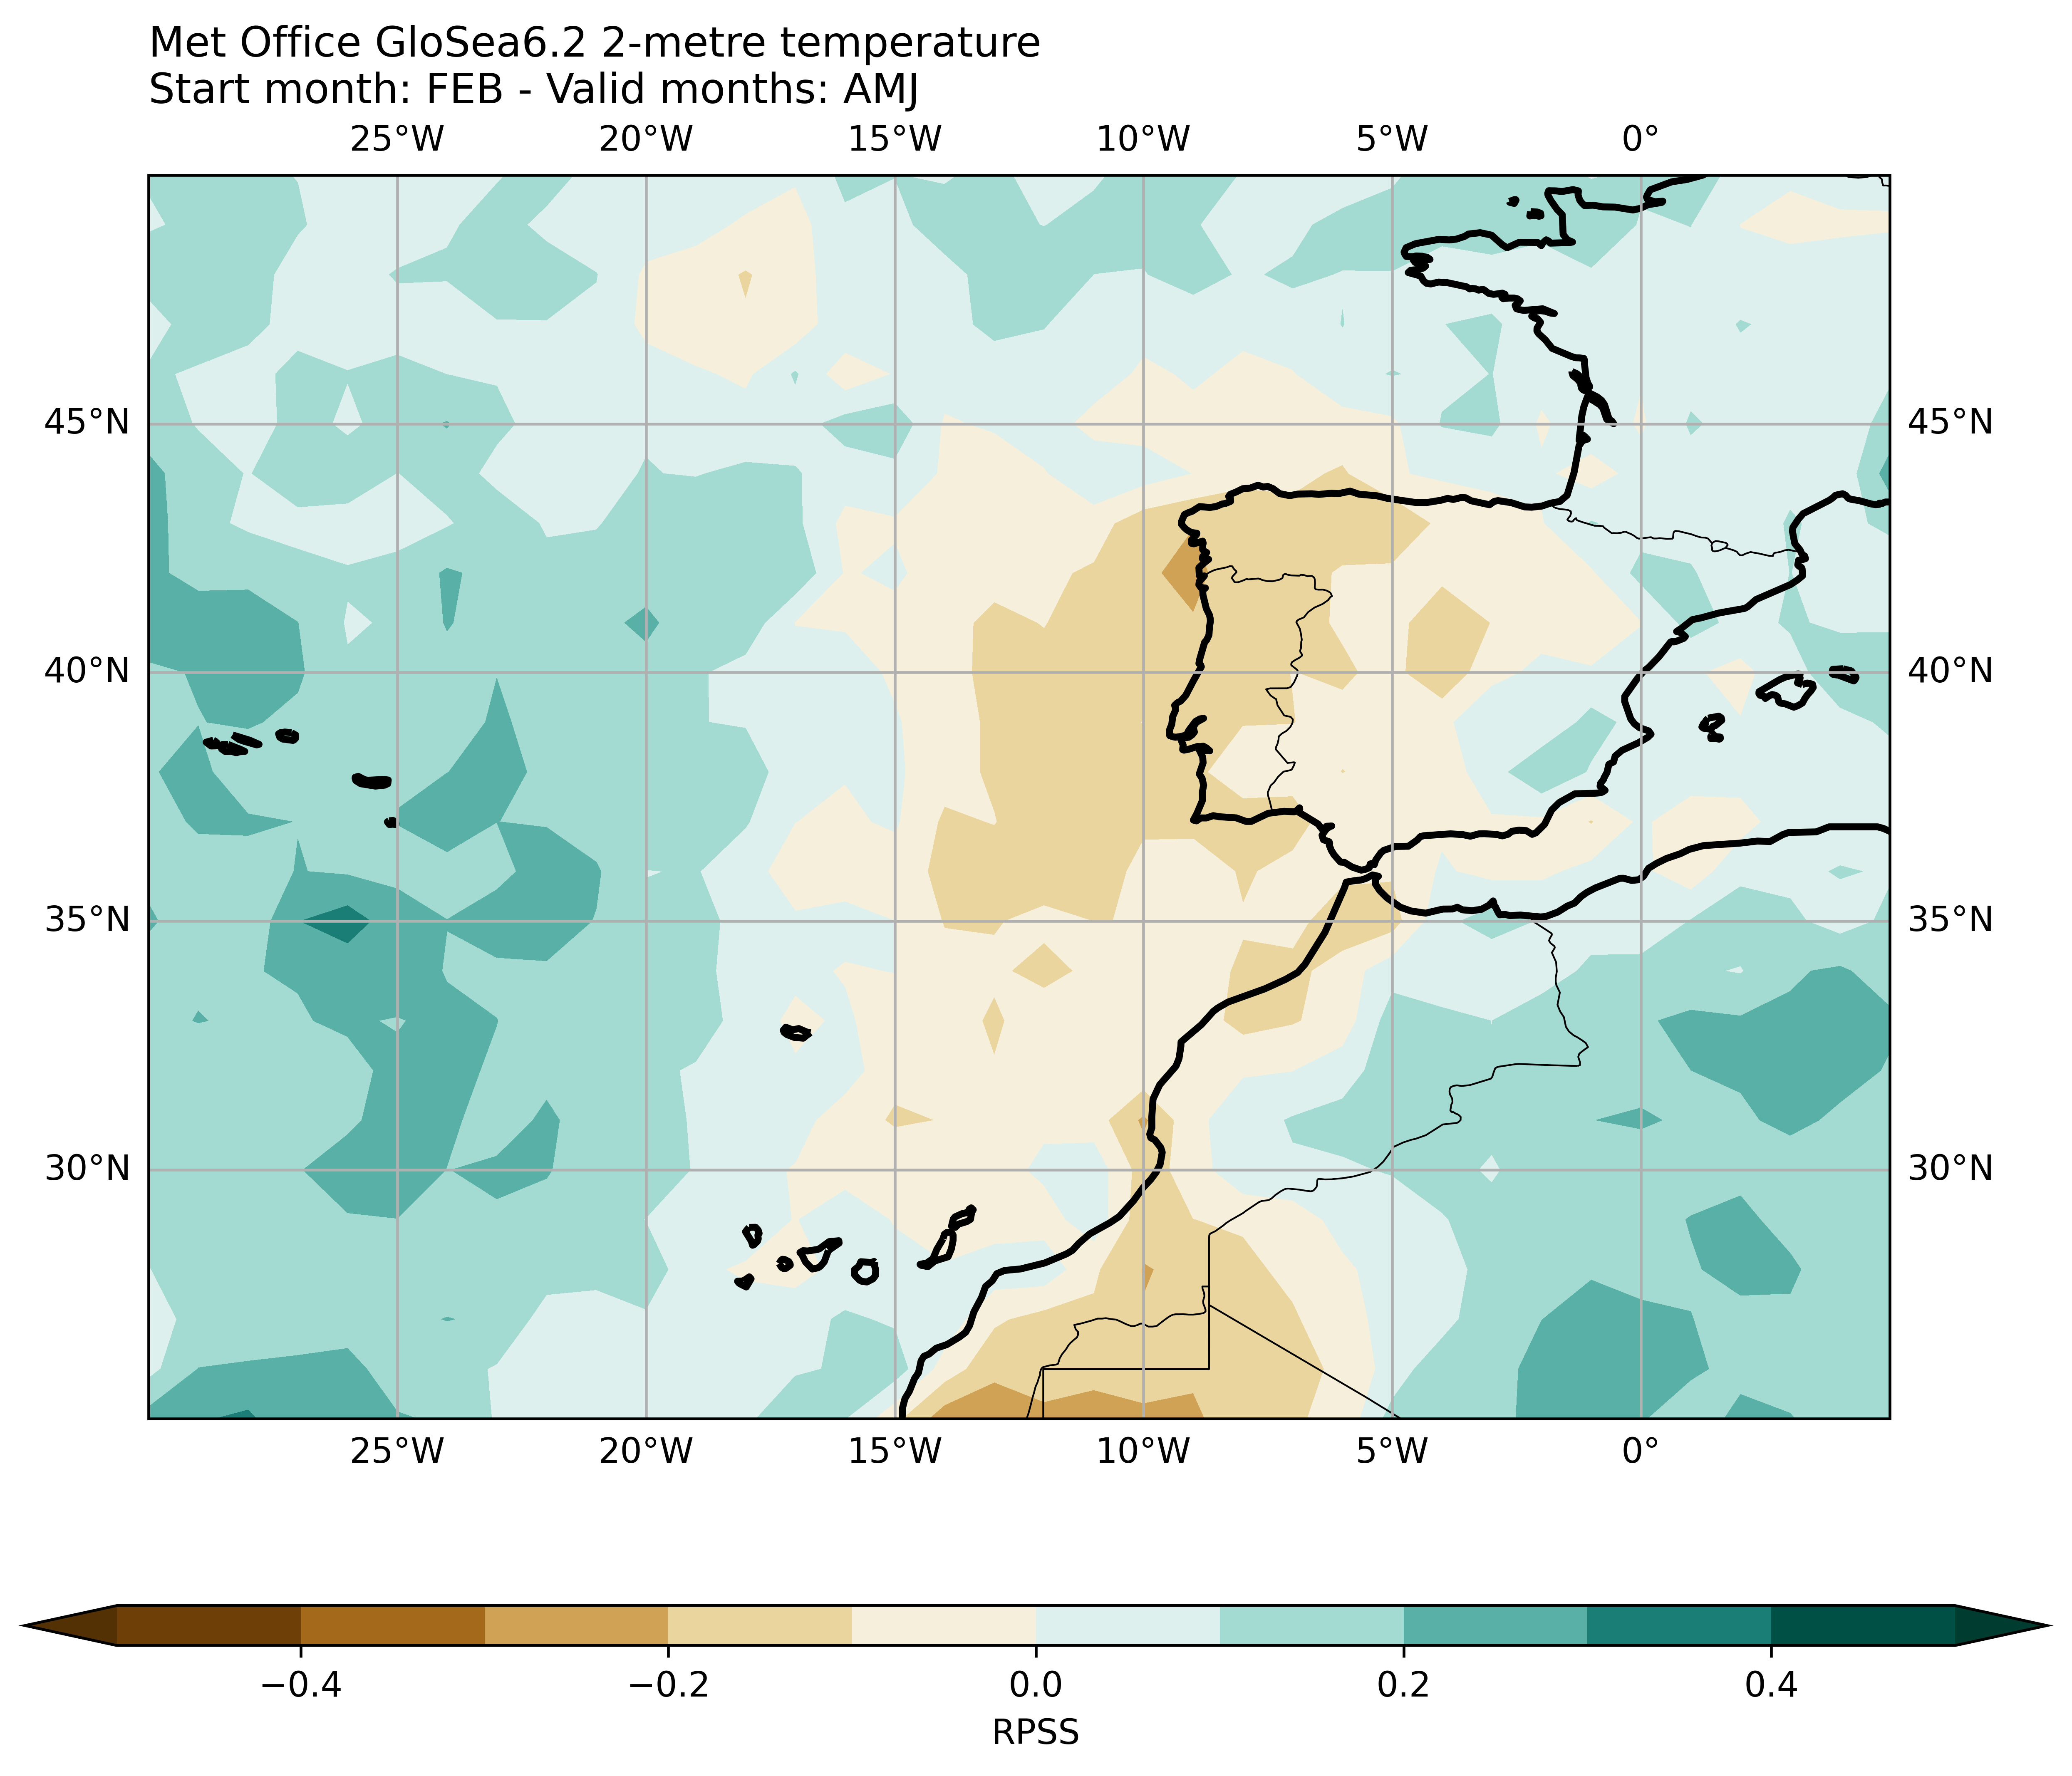 Met Office GloSea6.2 2-metre temperature
Start month: FEB - Valid months: AMJ
25°W 20°W 15°W 10°W 5°W 0°
45°N 45°N
40°N 40°N
35°N 35°N
30°N 30°N
25°W 20°W 15°W 10°W 5°W 0°
−0.4 −0.2 0.0 0.2 0.4
RPSS